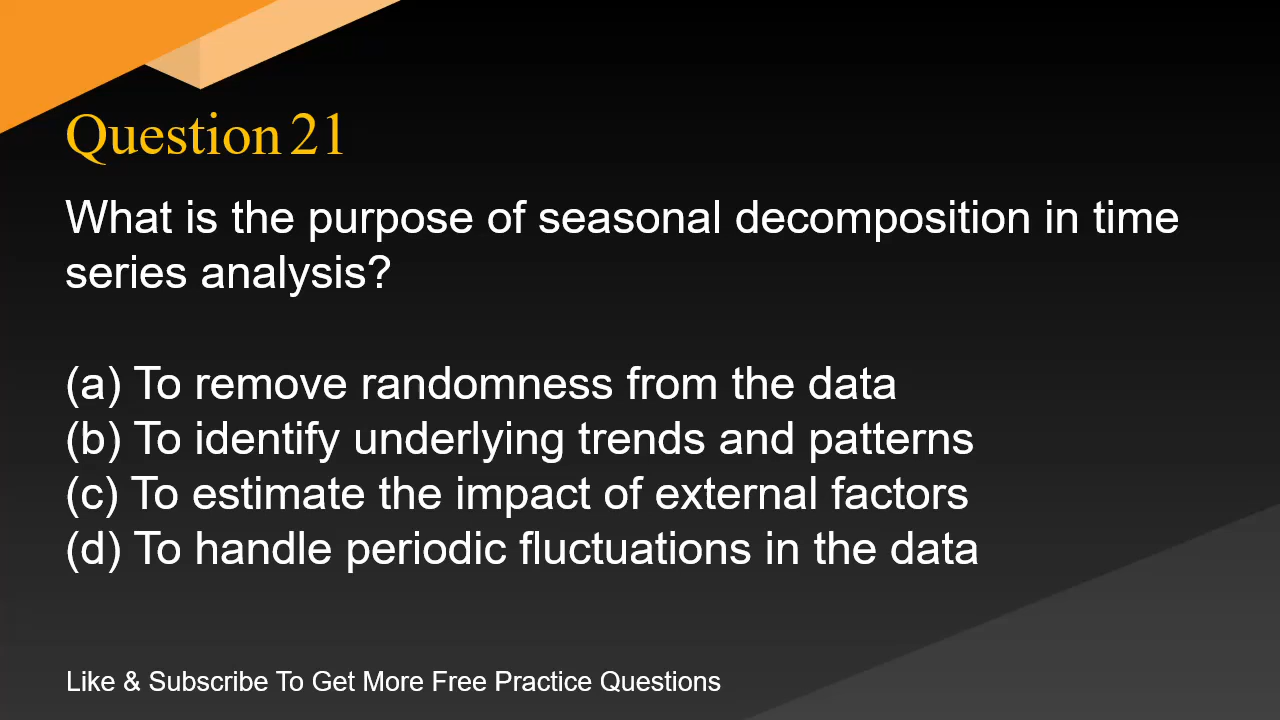 Question 21
What is the purpose of seasonal decomposition in time
series analysis?
(a) To remove randomness from the data
(b) To identify underlying trends and patterns
(c) To estimate the impact of external factors
(d) To handle periodic fluctuations in the data
Like & Subscribe To Get More Free Practice Questions